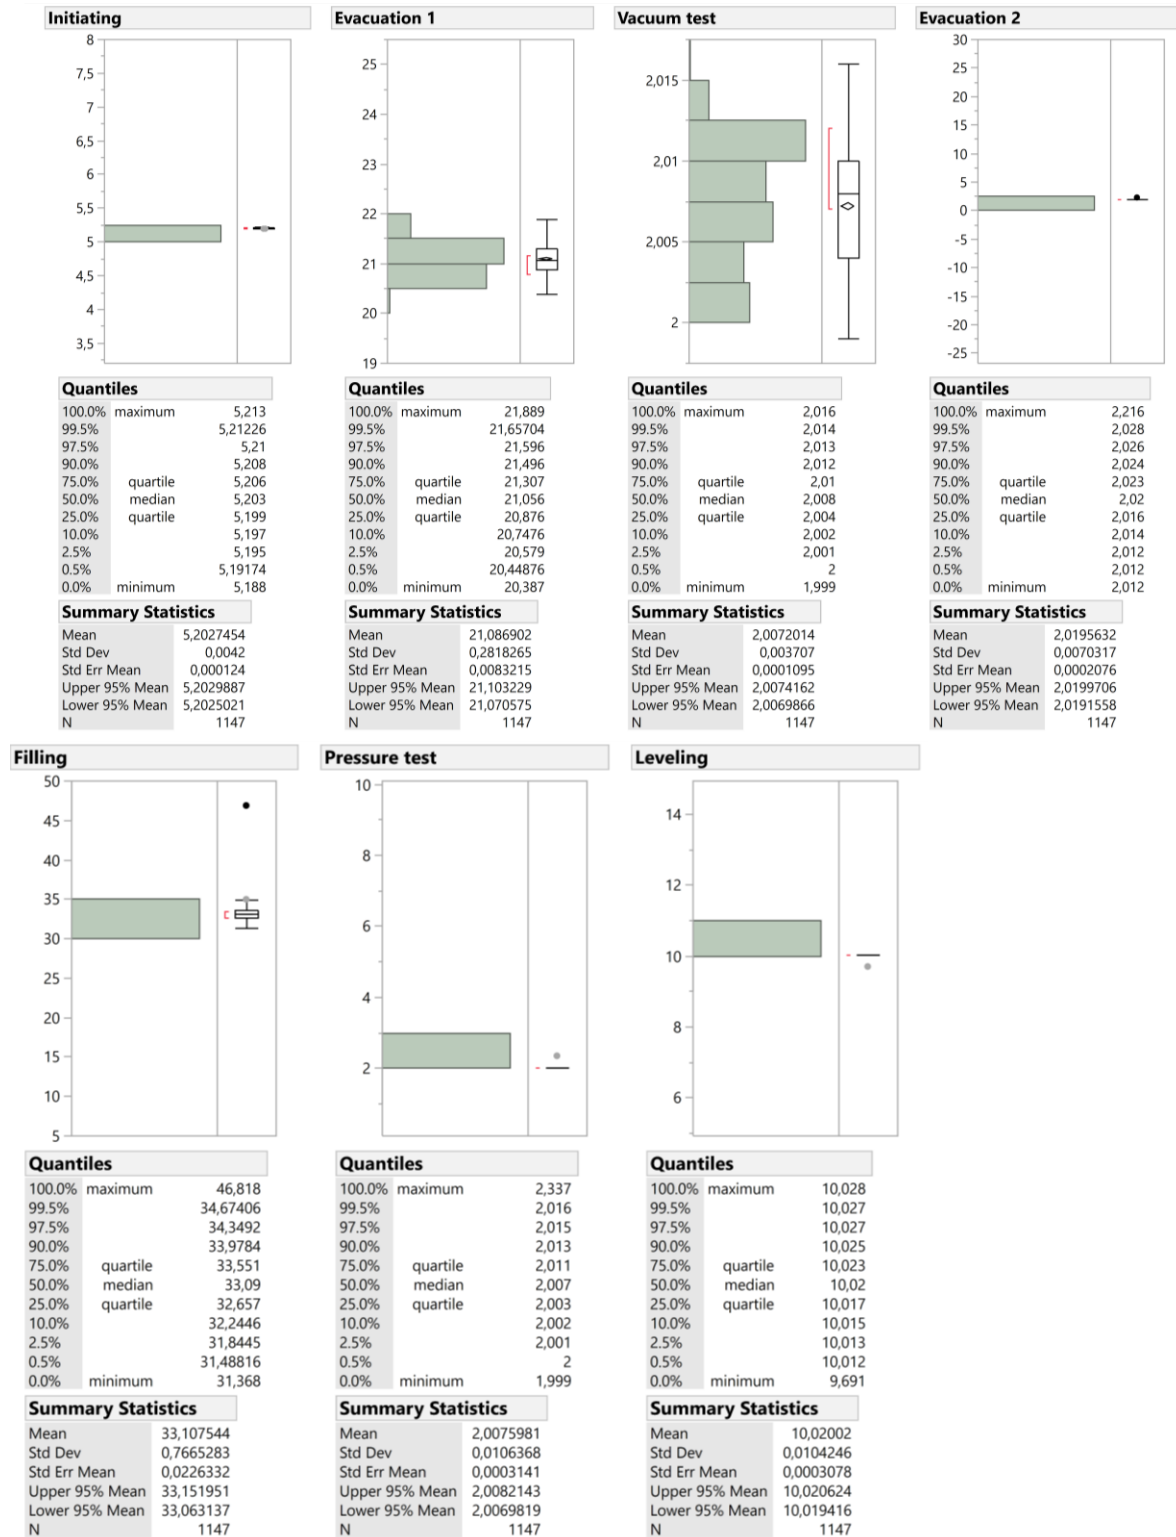 Initiating
8
7,5
7
6,5
6
5,5
5
4,5
4
3,5
Quantiles
100.0% maximum 5,213
99.5% 5,21226
97.5% 5,21
90.0% 5,208
75.0% quartile 5,206
50.0% median 5,203
25.0% quartile 5,199
10.0% 5,197
2.5% 5,195
0.5% 5,19174
0.0% minimum 5,188
Summary Statistics
Mean 5,2027454
Std Dev 0,0042
Std Err Mean 0,000124
Upper 95% Mean 5,2029887
Lower 95% Mean 5,2025021
N 1147
Evacuation 1
25
24
23
22
21
20
19
Quantiles
100.0% maximum 21,889
99.5% 21,65704
97.5% 21,596
90.0% 21,496
75.0% quartile 21,307
50.0% median 21,056
25.0% quartile 20,876
10.0% 20,7476
2.5% 20,579
0.5% 20,44876
0.0% minimum 20,387
Summary Statistics
Mean 21,086902
Std Dev 0,2818265
Std Err Mean 0,0083215
Upper 95% Mean 21,103229
Lower 95% Mean 21,070575
N 1147
Vacuum test
2,015
2,01
2,005
2
Quantiles
100.0% maximum 2,016
99.5% 2,014
97.5% 2,013
90.0% 2,012
75.0% quartile 2,01
50.0% median 2,008
25.0% quartile 2,004
10.0% 2,002
2.5% 2,001
0.5% 2
0.0% minimum 1,999
Summary Statistics
Mean 2,0072014
Std Dev 0,003707
Std Err Mean 0,0001095
Upper 95% Mean 2,0074162
Lower 95% Mean 2,0069866
N 1147
Evacuation 2
30
25
20
15
10
5
0
-5
-10
-15
-20
-25
Quantiles
100.0% maximum 2,216
99.5% 2,028
97.5% 2,026
90.0% 2,024
75.0% quartile 2,023
50.0% median 2,02
25.0% quartile 2,016
10.0% 2,014
2.5% 2,012
0.5% 2,012
0.0% minimum 2,012
Summary Statistics
Mean 2,0195632
Std Dev 0,0070317
Std Err Mean 0,0002076
Upper 95% Mean 2,0199706
Lower 95% Mean 2,0191558
N 1147
Filling
50
45
40
35
30
25
20
15
10
5
Quantiles
100.0% maximum 46,818
99.5% 34,67406
97.5% 34,3492
90.0% 33,9784
75.0% quartile 33,551
50.0% median 33,09
25.0% quartile 32,657
10.0% 32,2446
2.5% 31,8445
0.5% 31,48816
0.0% minimum 31,368
Summary Statistics
Mean 33,107544
Std Dev 0,7665283
Std Err Mean 0,0226332
Upper 95% Mean 33,151951
Lower 95% Mean 33,063137
N 1147
Pressure test
10
8
6
4
2
Quantiles
100.0% maximum 2,337
99.5% 2,016
97.5% 2,015
90.0% 2,013
75.0% quartile 2,011
50.0% median 2,007
25.0% quartile 2,003
10.0% 2,002
2.5% 2,001
0.5% 2
0.0% minimum 1,999
Summary Statistics
Mean 2,0075981
Std Dev 0,0106368
Std Err Mean 0,0003141
Upper 95% Mean 2,0082143
Lower 95% Mean 2,0069819
N 1147
Leveling
14
12
10
8
6
Quantiles
100.0% maximum 10,028
99.5% 10,027
97.5% 10,027
90.0% 10,025
75.0% quartile 10,023
50.0% median 10,02
25.0% quartile 10,017
10.0% 10,015
2.5% 10,013
0.5% 10,012
0.0% minimum 9,691
Summary Statistics
Mean 10,02002
Std Dev 0,0104246
Std Err Mean 0,0003078
Upper 95% Mean 10,020624
Lower 95% Mean 10,019416
N 1147